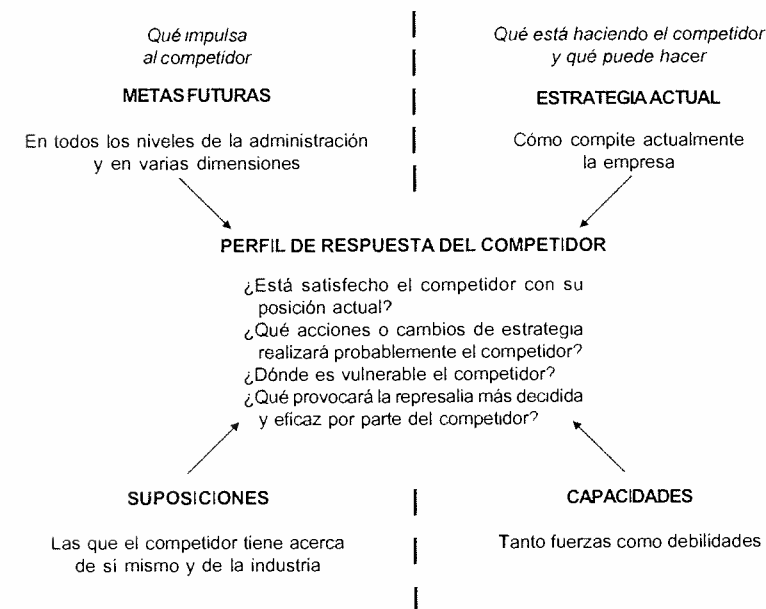 Qué impulsa
al competidor
METAS FUTURAS
En todos los niveles de la administración
y en varias dimensiones
Qué está haciendo el competidor
y qué puede hacer
ESTRATEGIA ACTUAL
Cómo compite actualmente
la empresa
PERFIL DE RESPUESTA DEL COMPETIDOR
¿Está satisfecho el competidor con su
posición actual?
¿Qué acciones o cambios de estrategia
realizará probablemente el competidor?
¿Dónde es vulnerable el competidor?
¿Qué provocará la represalia más decidida
y eficaz por parte del competidor?
SUPOSICIONES
Las que el competidor tiene acerca
de sí mismo y de la industria
CAPACIDADES
Tanto fuerzas como debilidades